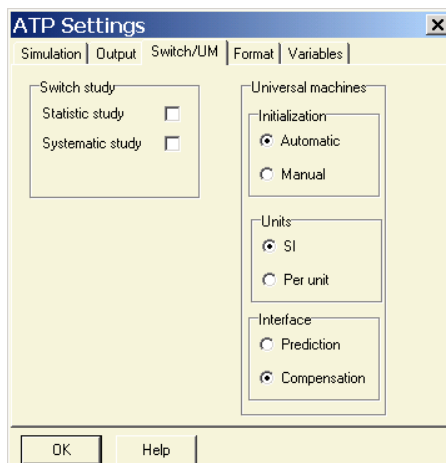 ATP Settings
Simulation Output Switch/UM Format Variables
Switch study
Statistic study
Systematic study
Universal machines
Initialization
Automatic
Manual
Units
SI
Per unit
Interface
Prediction
Compensation
OK Help